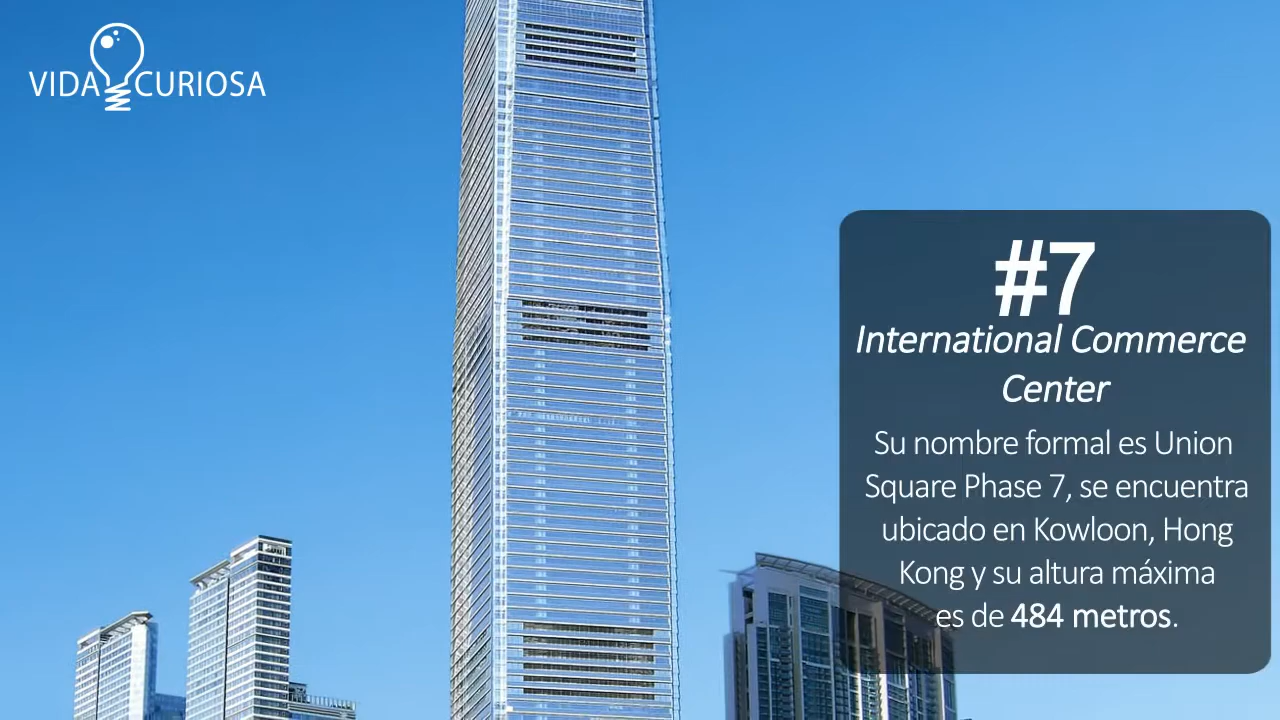 VIDA CURIOSA
#7
International Commerce
Center
Su nombre formal es Union
Square Phase 7, se encuentra
ubicado en Kowloon, Hong
Kong y su altura máxima
es de 484 metros.